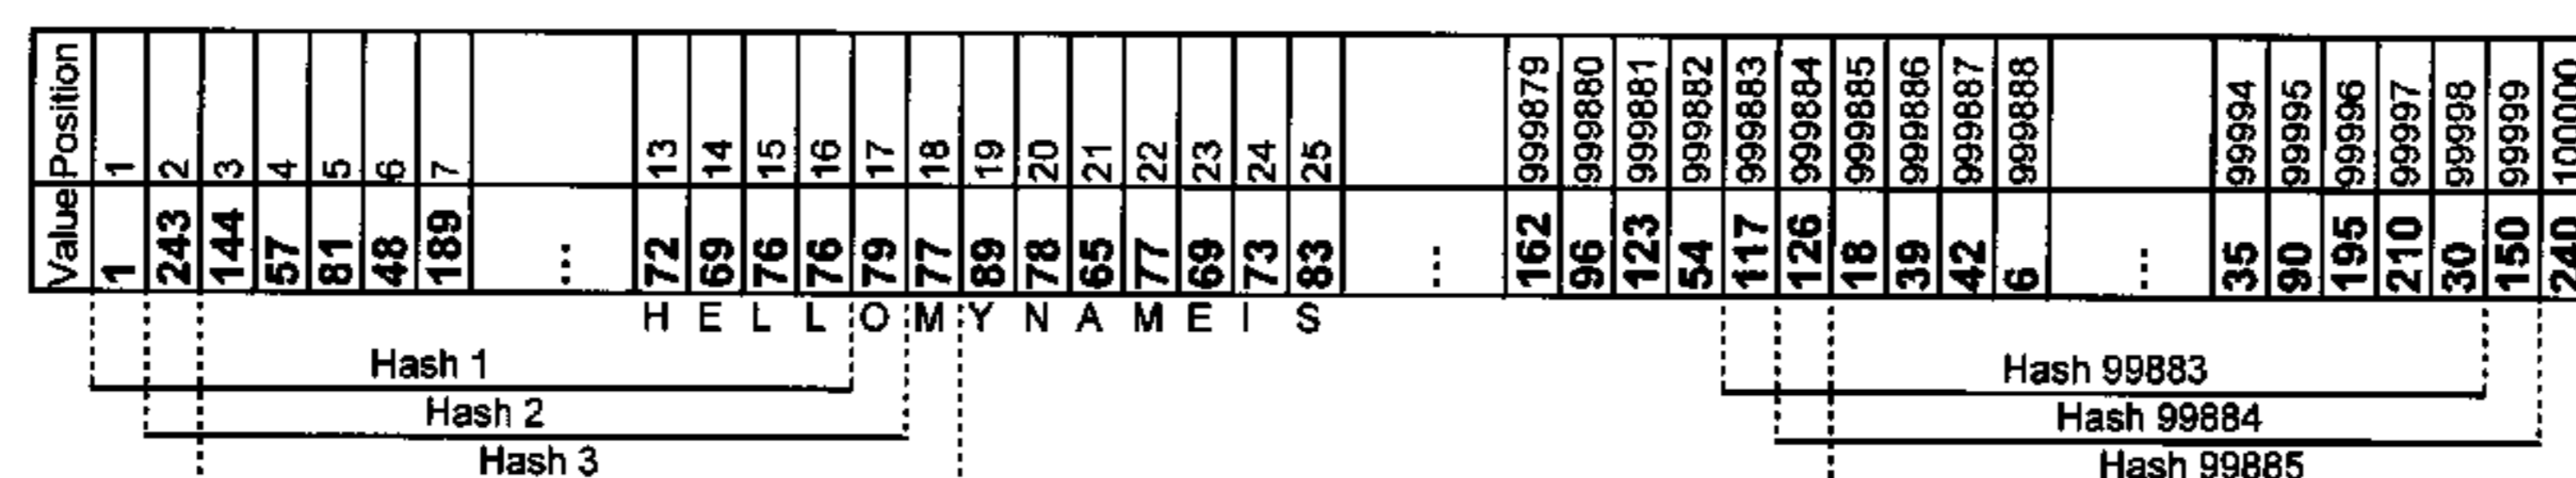 Position 1 2 3 4 5 6 7 13 14 15 16 17 18 19 20 21 22 23 24 25 999879 999880 999881 999882 999883 999884 999885 999886 999887 999888 99994 99995 99996 99997 99998 99999 100000
Value 1 243 144 57 81 48 189 ... 72 69 76 76 79 77 89 78 65 77 69 73 83 ... 162 96 123 54 117 126 18 39 42 6 ... 35 90 195 210 30 150 240
H E L L O M Y N A M E I S
Hash 1 Hash 99883
Hash 2 Hash 99884
Hash 3 Hash 99885